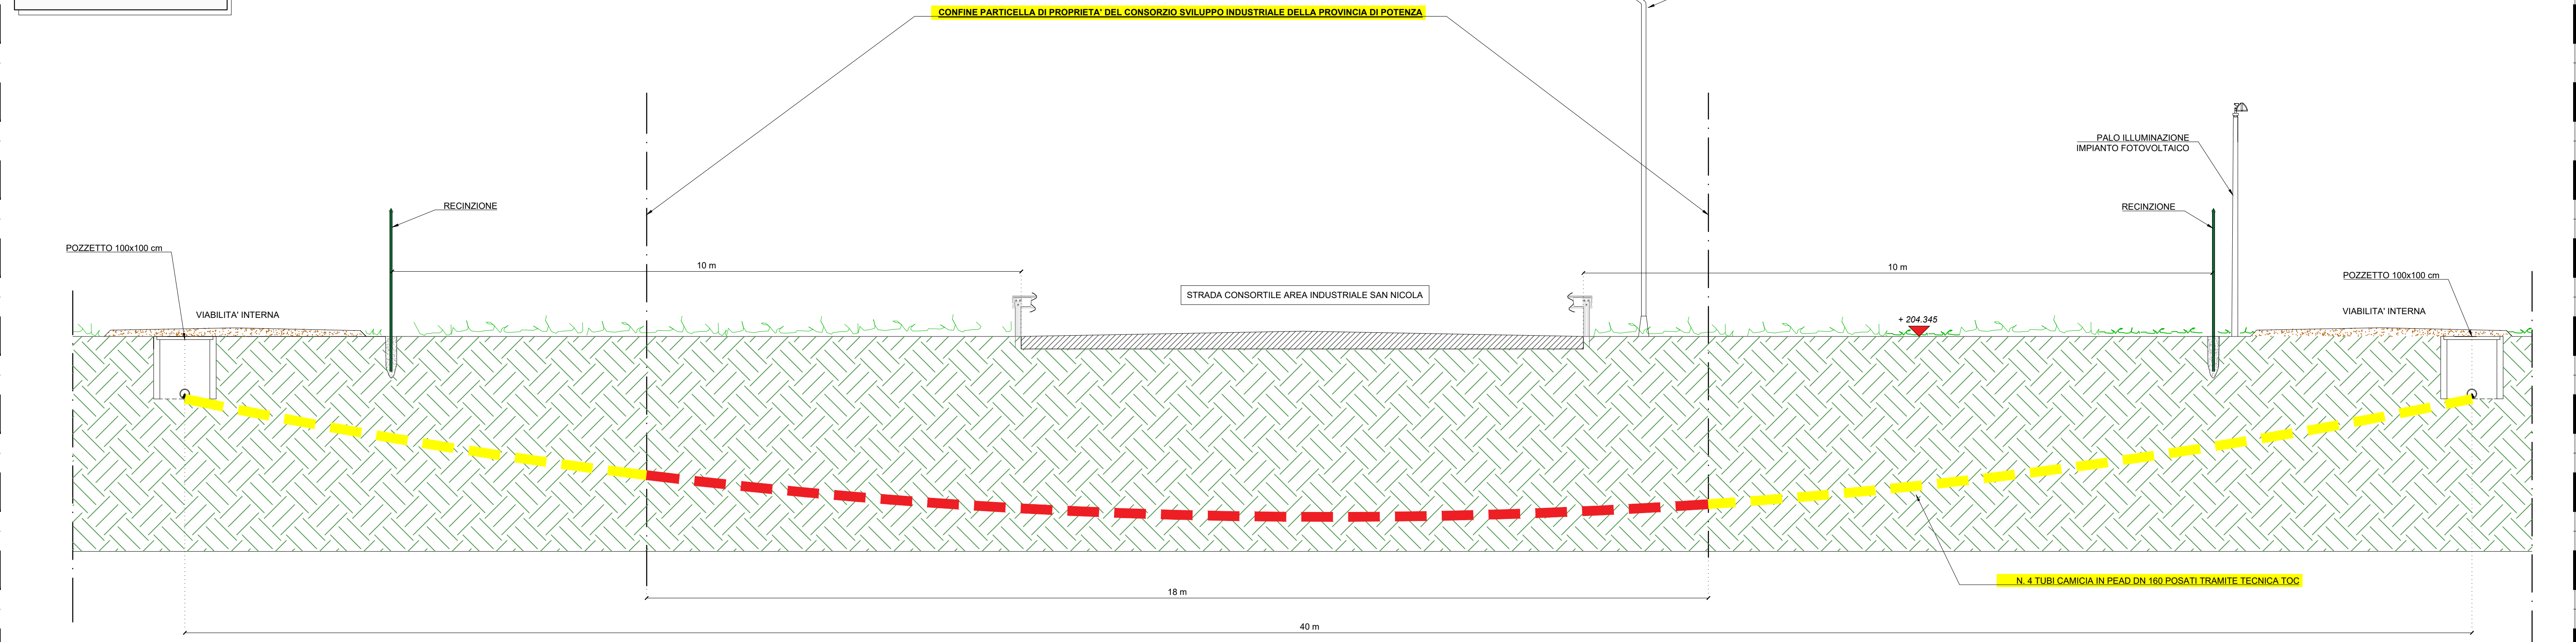 CONFINE PARTICELLA DI PROPRIETA' DEL CONSORZIO SVILUPPO INDUSTRIALE DELLA PROVINCIA DI POTENZA
PALO ILLUMINAZIONE
IMPIANTO FOTOVOLTAICO
RECINZIONE
RECINZIONE
POZZETTO 100x100 cm
10 m
10 m
POZZETTO 100x100 cm
STRADA CONSORTILE AREA INDUSTRIALE SAN NICOLA
VIABILITA' INTERNA
+ 204.345
VIABILITA' INTERNA
N. 4 TUBI CAMICIA IN PEAD DN 160 POSATI TRAMITE TECNICA TOC
18 m
40 m